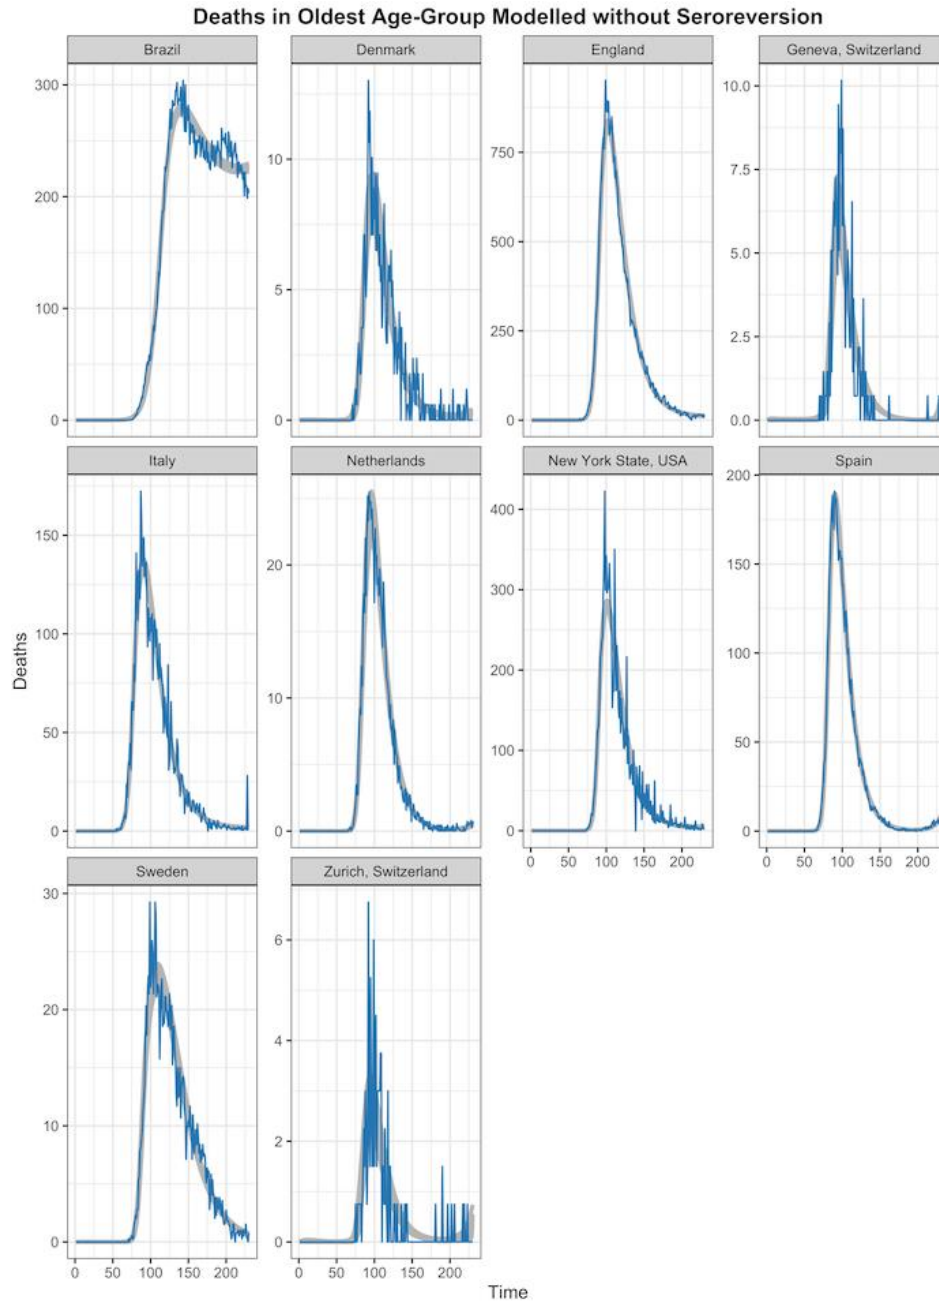 Deaths in Oldest Age-Group Modelled without Seroreversion
Brazil
Denmark
England
Geneva, Switzerland
300
200
100
0
10
5
0
750
500
250
0
10.0
7.5
5.0
2.5
0.0
Italy
Netherlands
New York State, USA
Spain
150
100
50
0
20
10
0
400
300
200
100
0
200
150
100
50
0
0 50 100 150 200
0 50 100 150 200
Sweden
Zurich, Switzerland
30
20
10
0
6
4
2
0
0 50 100 150 200
0 50 100 150 200
Deaths
Time